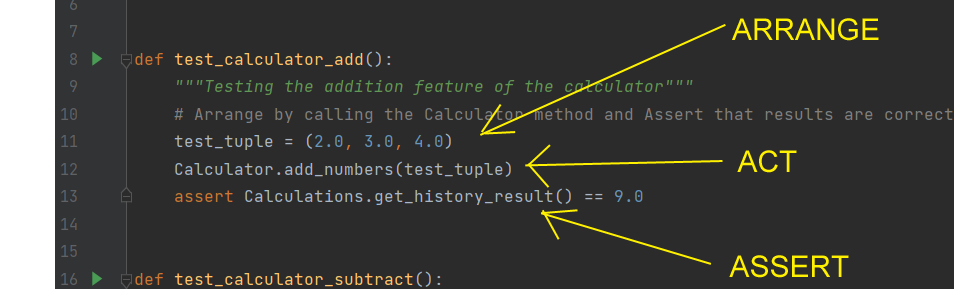 6
7
ARRANGE
8 def test_calculator_add():
9 """Testing the addition feature of the calculator"""
10 # Arrange by calling the Calculator method and Assert that results are correct
11 test_tuple = (2.0, 3.0, 4.0)
12 Calculator.add_numbers(test_tuple)
ACT
13 assert Calculations.get_history_result() == 9.0
14
15
ASSERT
16 def test_calculator_subtract():